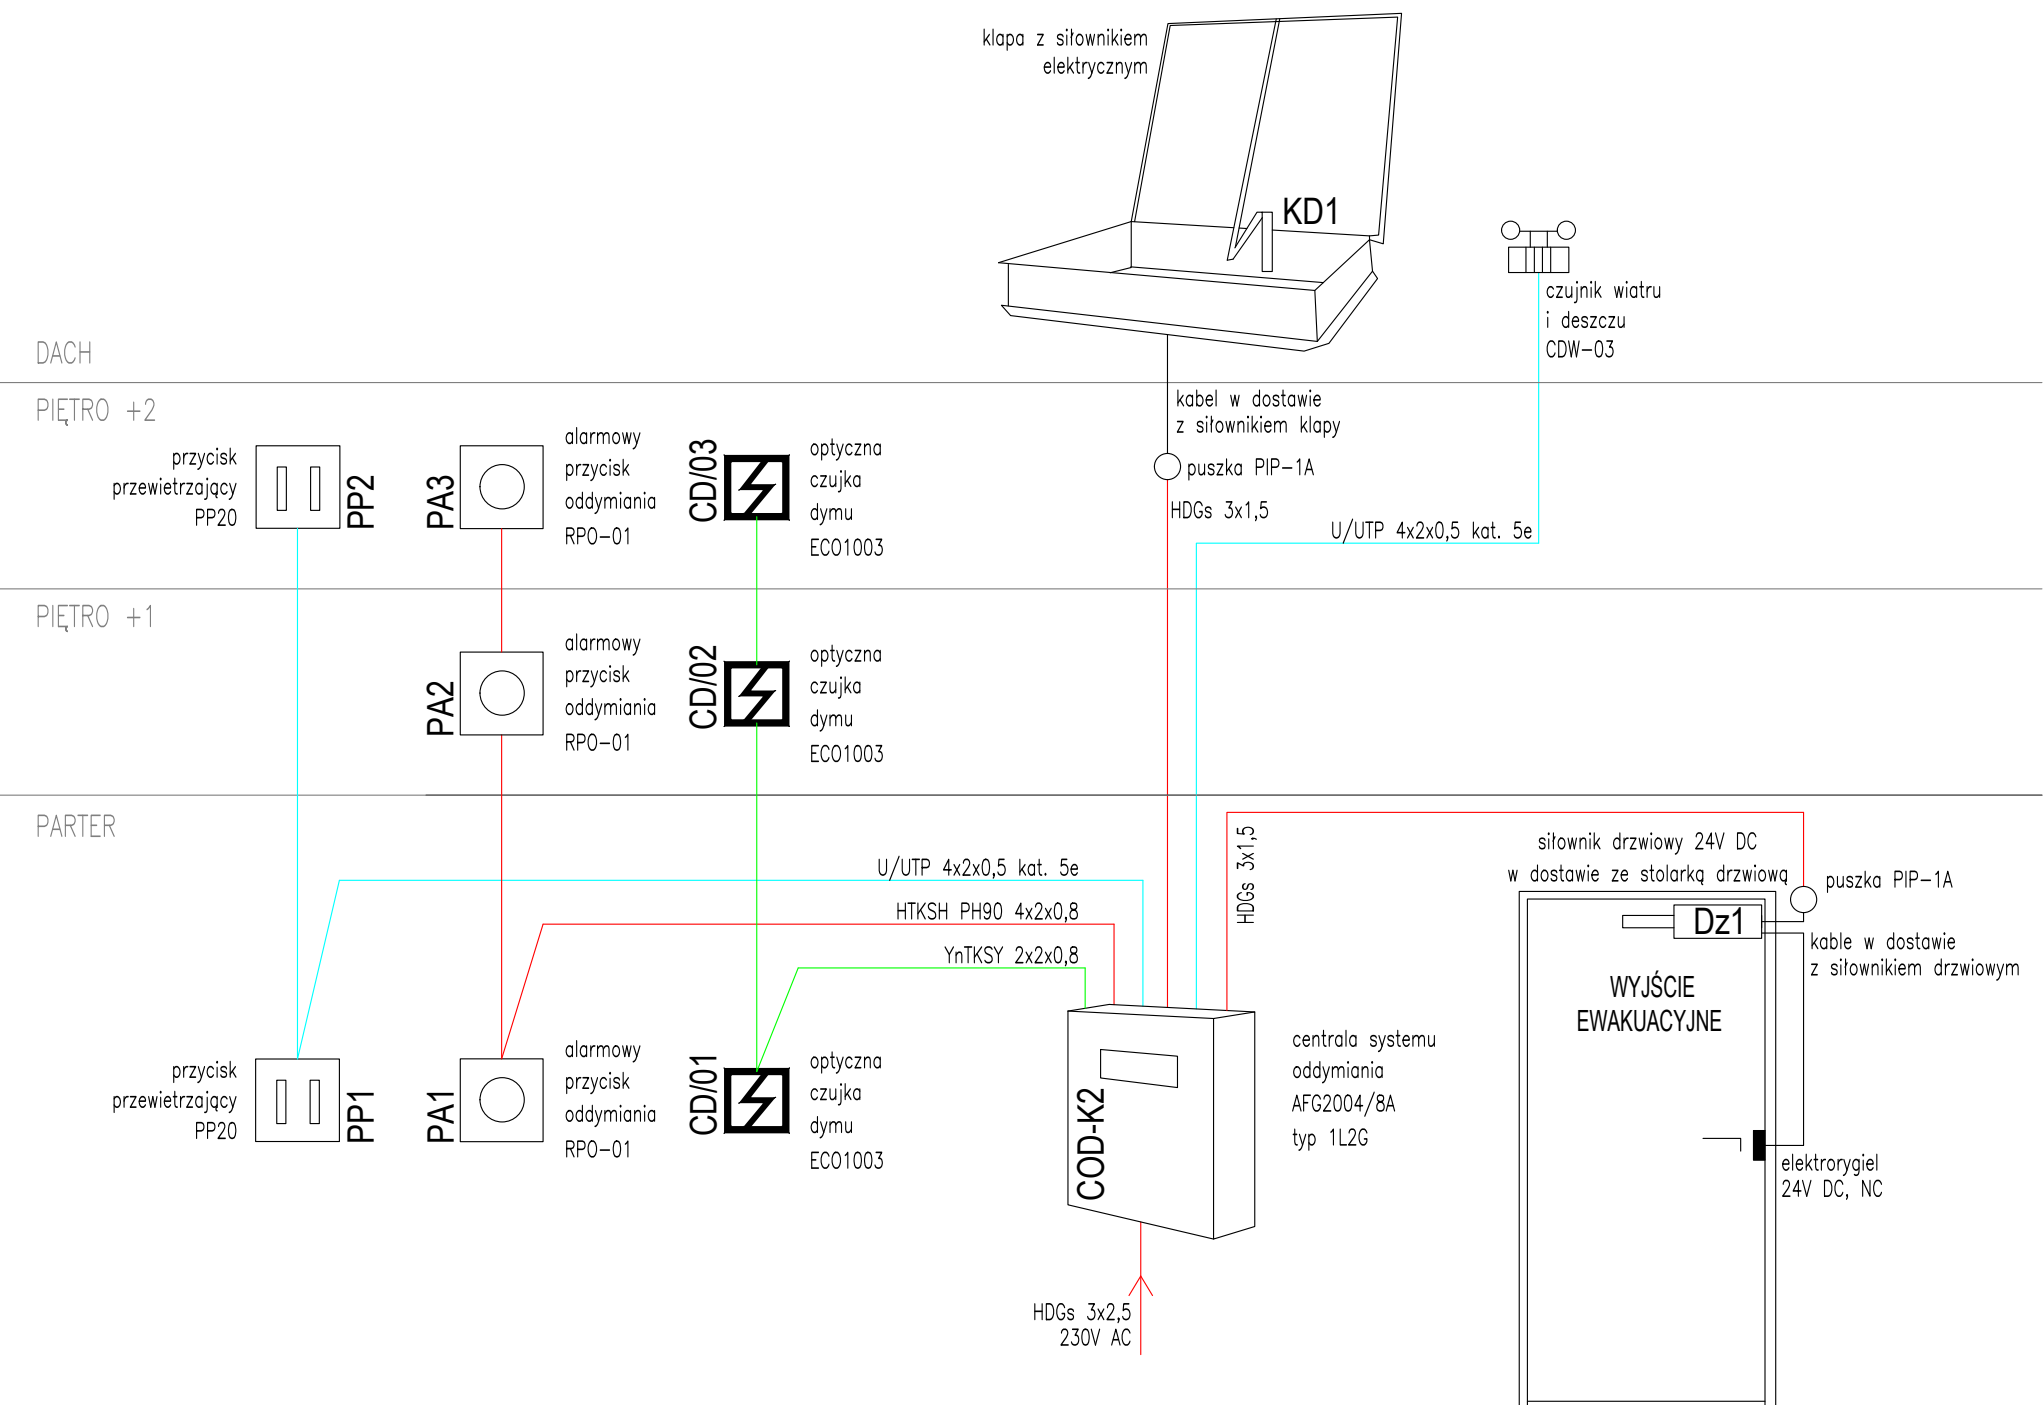 klapa z siłownikiem
elektrycznym
KD1
czujnik wiatru
i deszczu
CDW-03
DACH
PIĘTRO +2
kabel w dostawie
z siłownikiem klapy
puszka PIP-1A
HDGs 3x1,5
U/UTP 4x2x0,5 kat. 5e
przycisk
przewietrzający
PP20
PP2
PA3
alarmowy
przycisk
oddymiania
RPO-01
CD/03
optyczna
czujka
dymu
ECO1003
PIĘTRO +1
PA2
alarmowy
przycisk
oddymiania
RPO-01
CD/02
optyczna
czujka
dymu
ECO1003
PARTER
U/UTP 4x2x0,5 kat. 5e
HTKSH PH90 4x2x0,8
YnTKSY 2x2x0,8
HDGs 3x1,5
siłownik drzwiowy 24V DC
w dostawie ze stolarką drzwiową
puszka PIP-1A
Dz1
kable w dostawie
z siłownikiem drzwiowym
WYJŚCIE
EWAKUACYJNE
przycisk
przewietrzający
PP20
PP1
PA1
alarmowy
przycisk
oddymiania
RPO-01
CD/01
optyczna
czujka
dymu
ECO1003
COD-K2
centrala systemu
oddymiania
AFG2004/8A
typ 1L2G
elektrorygiel
24V DC, NC
HDGs 3x2,5
230V AC